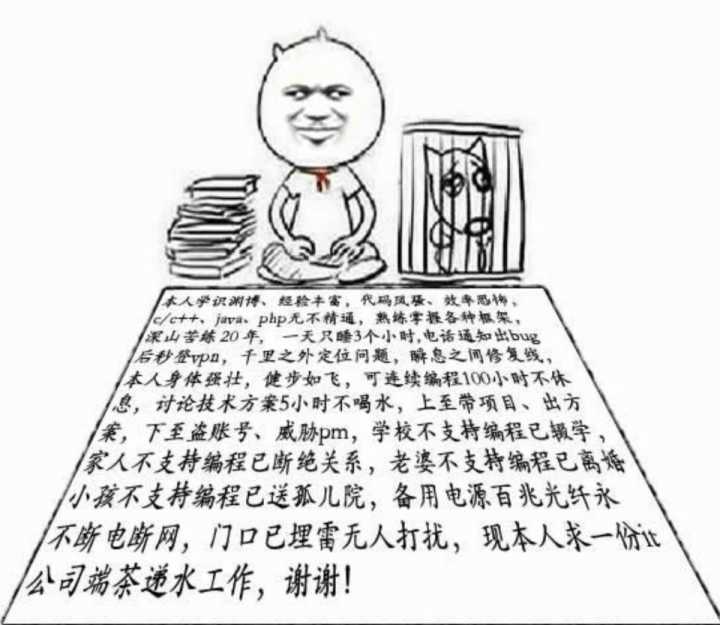 本人学识渊博、经验丰富，代码风骚、效率恐怖，
c/c++、java、php无不精通，熟练掌握各种框架，
深山苦练20年，一天只睡3个小时,电话通知出bug
后秒登vpn，千里之外定位问题，瞬息之间修复线，
本人身体强壮，健步如飞，可连续编程100小时不休
息，讨论技术方案5小时不喝水，上至带项目、出方
案，下至盗账号、威胁pm，学校不支持编程已辍学，
家人不支持编程已断绝关系，老婆不支持编程已离婚
小孩不支持编程已送孤儿院，备用电源百兆光纤永
不断电断网，门口已埋雷无人打扰，现本人求一份it
公司端茶递水工作，谢谢！